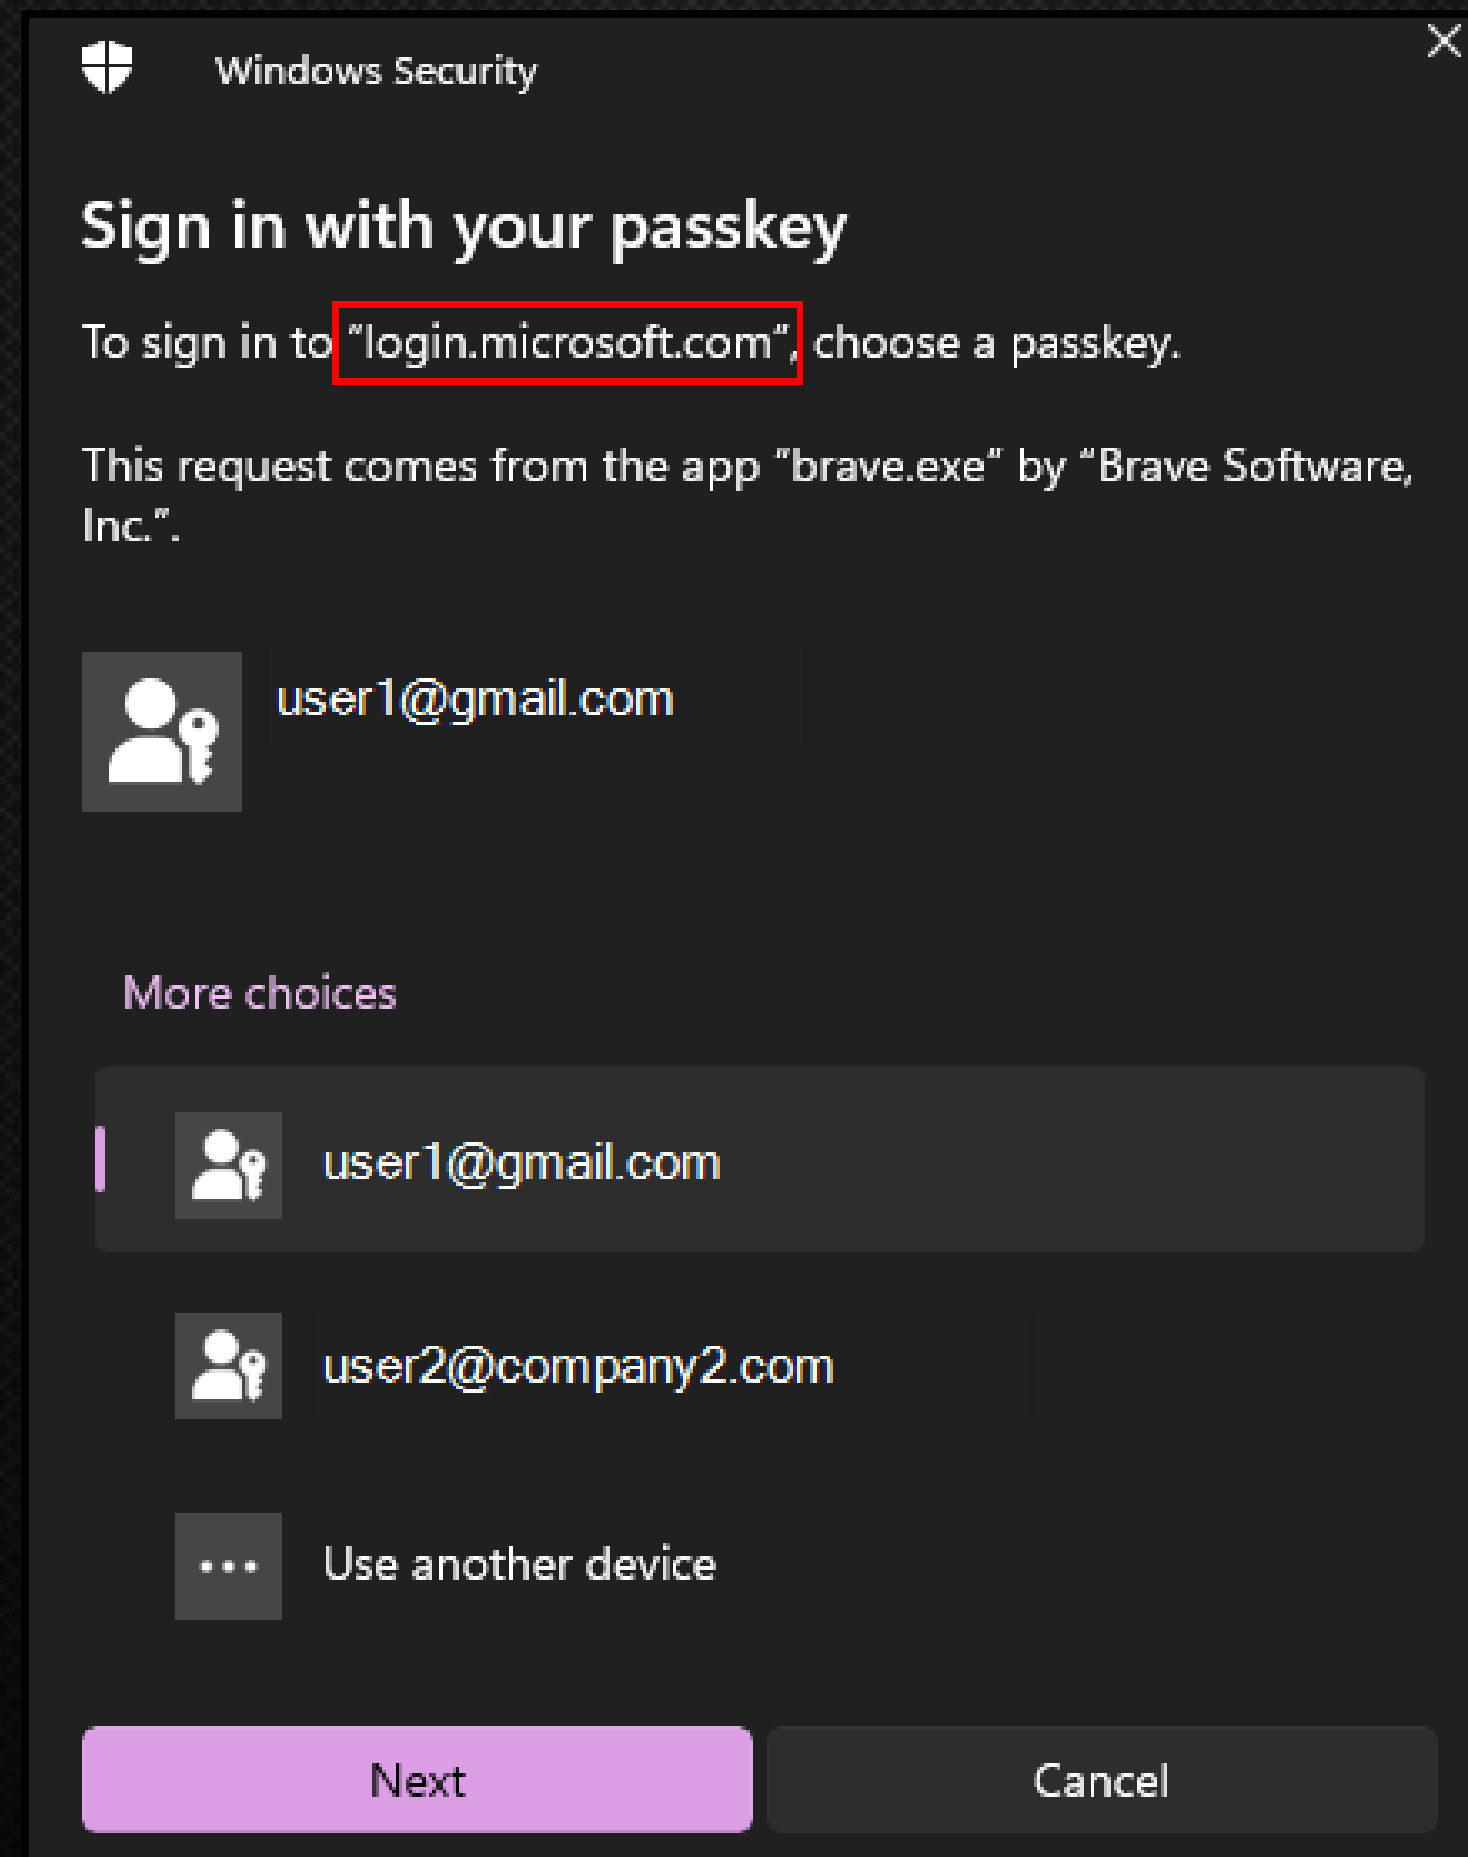 Windows Security
Sign in with your passkey
To sign in to “login.microsoft.com”, choose a passkey.
This request comes from the app “brave.exe” by “Brave Software,
Inc.”.
user1@gmail.com
More choices
user1@gmail.com
user2@company2.com
Use another device
Next
Cancel